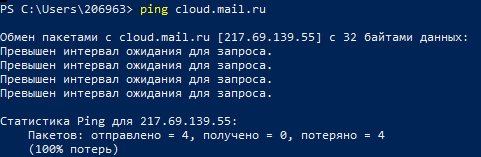 PS C:\Users\206963> ping cloud.mail.ru
Обмен пакетами с cloud.mail.ru [217.69.139.55] с 32 байтами данных:
Превышен интервал ожидания для запроса.
Превышен интервал ожидания для запроса.
Превышен интервал ожидания для запроса.
Превышен интервал ожидания для запроса.
Статистика Ping для 217.69.139.55:
Пакетов: отправлено = 4, получено = 0, потеряно = 4
(100% потерь)